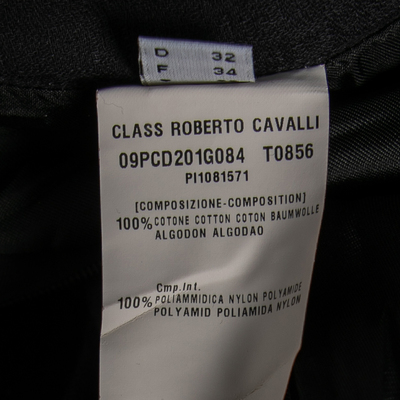 D 32
F 34
CLASS ROBERTO CAVALLI
09PCD201G084 T0856
PI1081571
[COMPOSIZIONE-COMPOSITION]
100% COTONE COTTON COTON BAUMWOLLE
ALGODON ALGODAO
Cmp.Int.
100% POLIAMMIDICA NYLON POLYAMIDE
POLYAMID POLIAMIDA NYLON